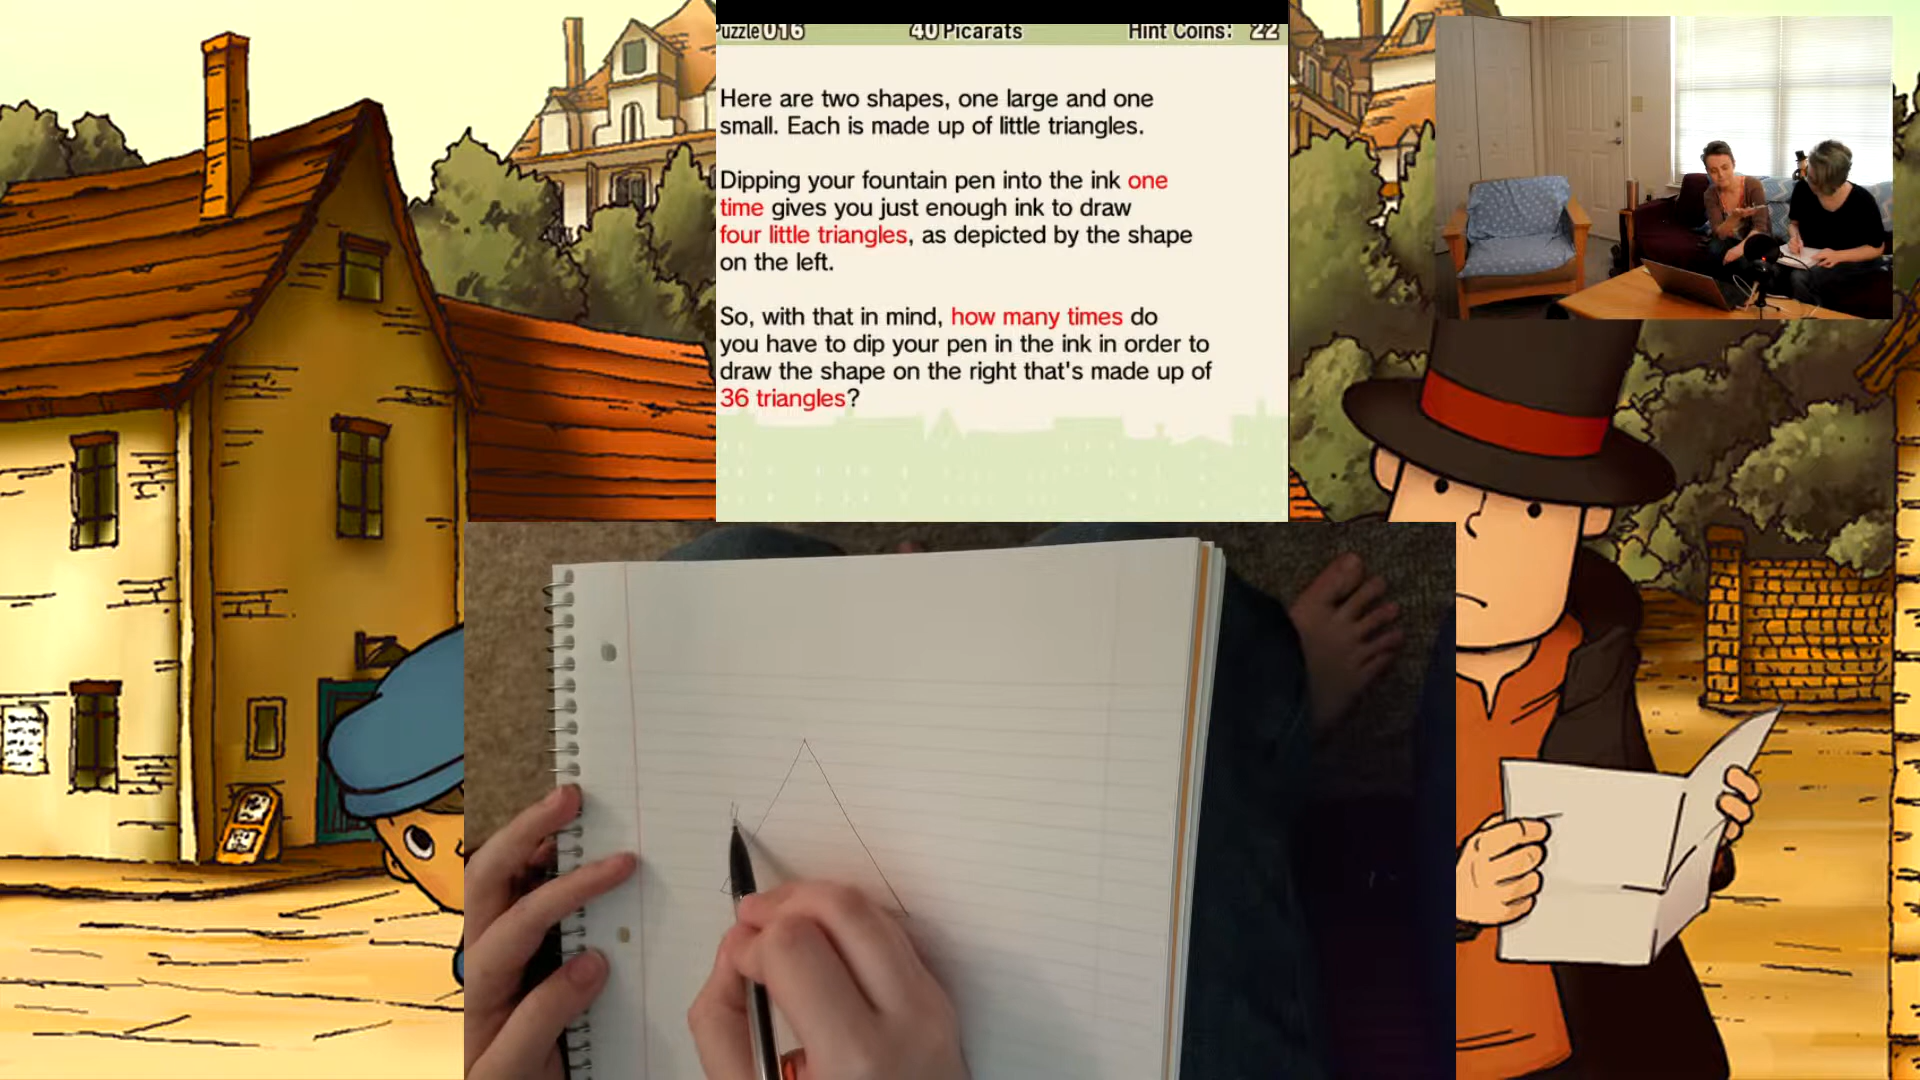 Puzzle 016 40 Picarats Hint Coins: 22
Here are two shapes, one large and one
small. Each is made up of little triangles.
Dipping your fountain pen into the ink one
time gives you just enough ink to draw
four little triangles, as depicted by the shape
on the left.
So, with that in mind, how many times do
you have to dip your pen in the ink in order to
draw the shape on the right that's made up of
36 triangles?